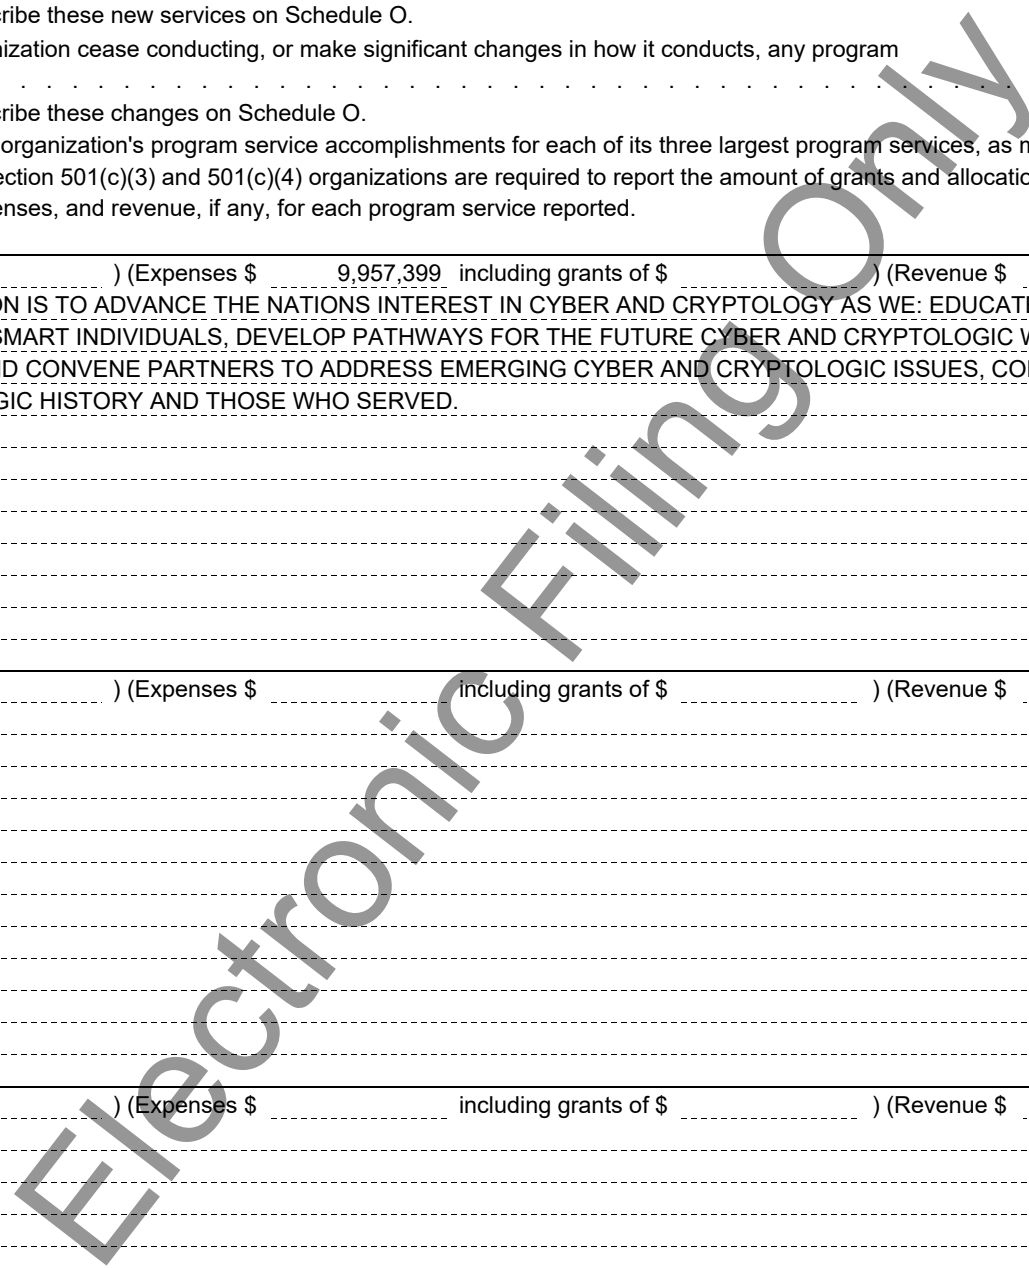 ribe these new services on Schedule O.
nization cease conducting, or make significant changes in how it conducts, any program
. . . . . . . . . . . . . . . . . . . . . . . . . . . . . . . . . . . . . . .
ribe these changes on Schedule O.
organization's program service accomplishments for each of its three largest program services, as m
ection 501(c)(3) and 501(c)(4) organizations are required to report the amount of grants and allocatio
enses, and revenue, if any, for each program service reported.
) (Expenses $ 9,957,399 including grants of $ ) (Revenue $
ON IS TO ADVANCE THE NATIONS INTEREST IN CYBER AND CRYPTOLOGY AS WE: EDUCATE
SMART INDIVIDUALS, DEVELOP PATHWAYS FOR THE FUTURE CYBER AND CRYPTOLOGIC W
ND CONVENE PARTNERS TO ADDRESS EMERGING CYBER AND CRYPTOLOGIC ISSUES, CO
GIC HISTORY AND THOSE WHO SERVED.
) (Expenses $ including grants of $ ) (Revenue $
) (Expenses $ including grants of $ ) (Revenue $
Electronic Filing Only